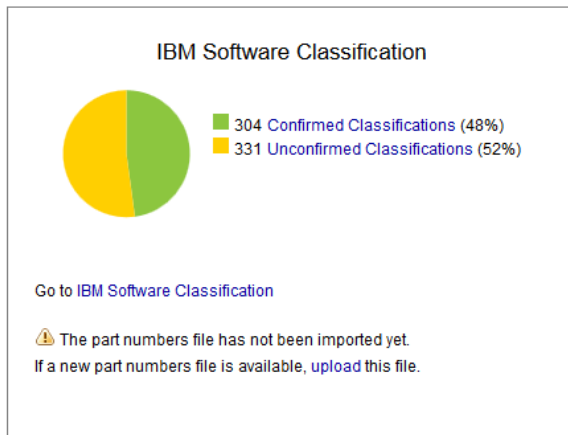 IBM Software Classification
304 Confirmed Classifications (48%)
331 Unconfirmed Classifications (52%)
Go to IBM Software Classification
The part numbers file has not been imported yet.
If a new part numbers file is available, upload this file.